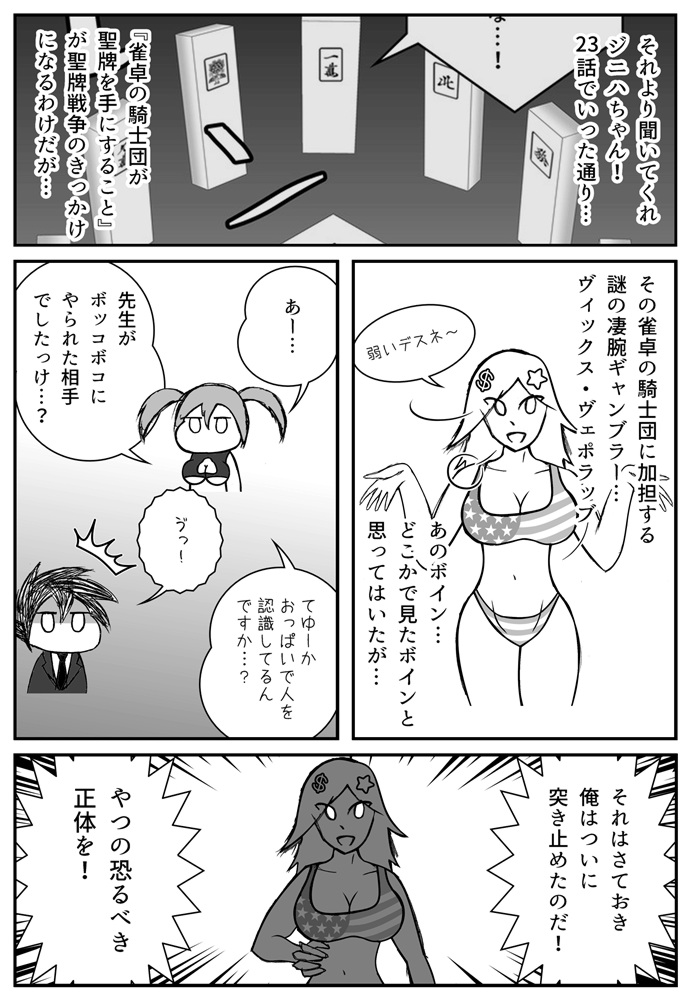 それより聞いてくれ
ジニハちゃん！
23話でいった通り…
…！
『雀卓の騎士団が
聖牌を手にすること』
が聖牌戦争のきっかけ
になるわけだが…
一萬
北
發
その雀卓の騎士団に加担する
謎の凄腕ギャンブラー…
ヴィックス・ヴェポラップ
弱いデスネ～
あのボイン…
どこかで見たボインと
思ってはいたが…
あー…
先生が
ボッコボコに
やられた相手
でしたっけ…？
ゔっ！
てゆーか
おっぱいで人を
認識してるん
ですか…？
それはさておき
俺はついに
突き止めたのだ！
やつの恐るべき
正体を！